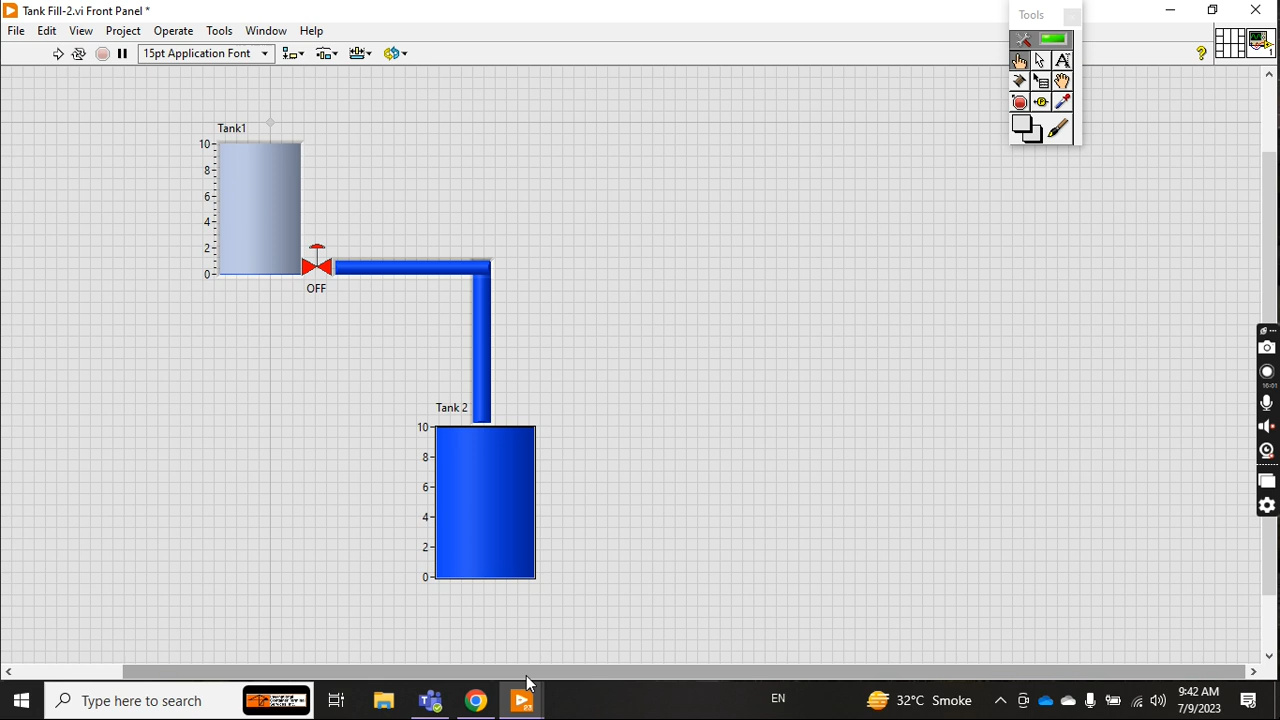 Tank Fill-2.vi Front Panel *
Tools
File Edit View Project Operate Tools Window Help
15pt Application Font
Tank1
10
8
6
4
2
0
OFF
Tank 2
10
8
6
4
2
0
16:01
Type here to search
EN
32°C Smoke
9:42 AM
7/9/2023